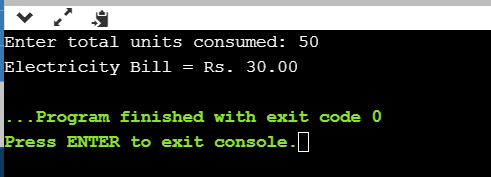 Enter total units consumed: 50
Electricity Bill = Rs. 30.00
...Program finished with exit code 0
Press ENTER to exit console.